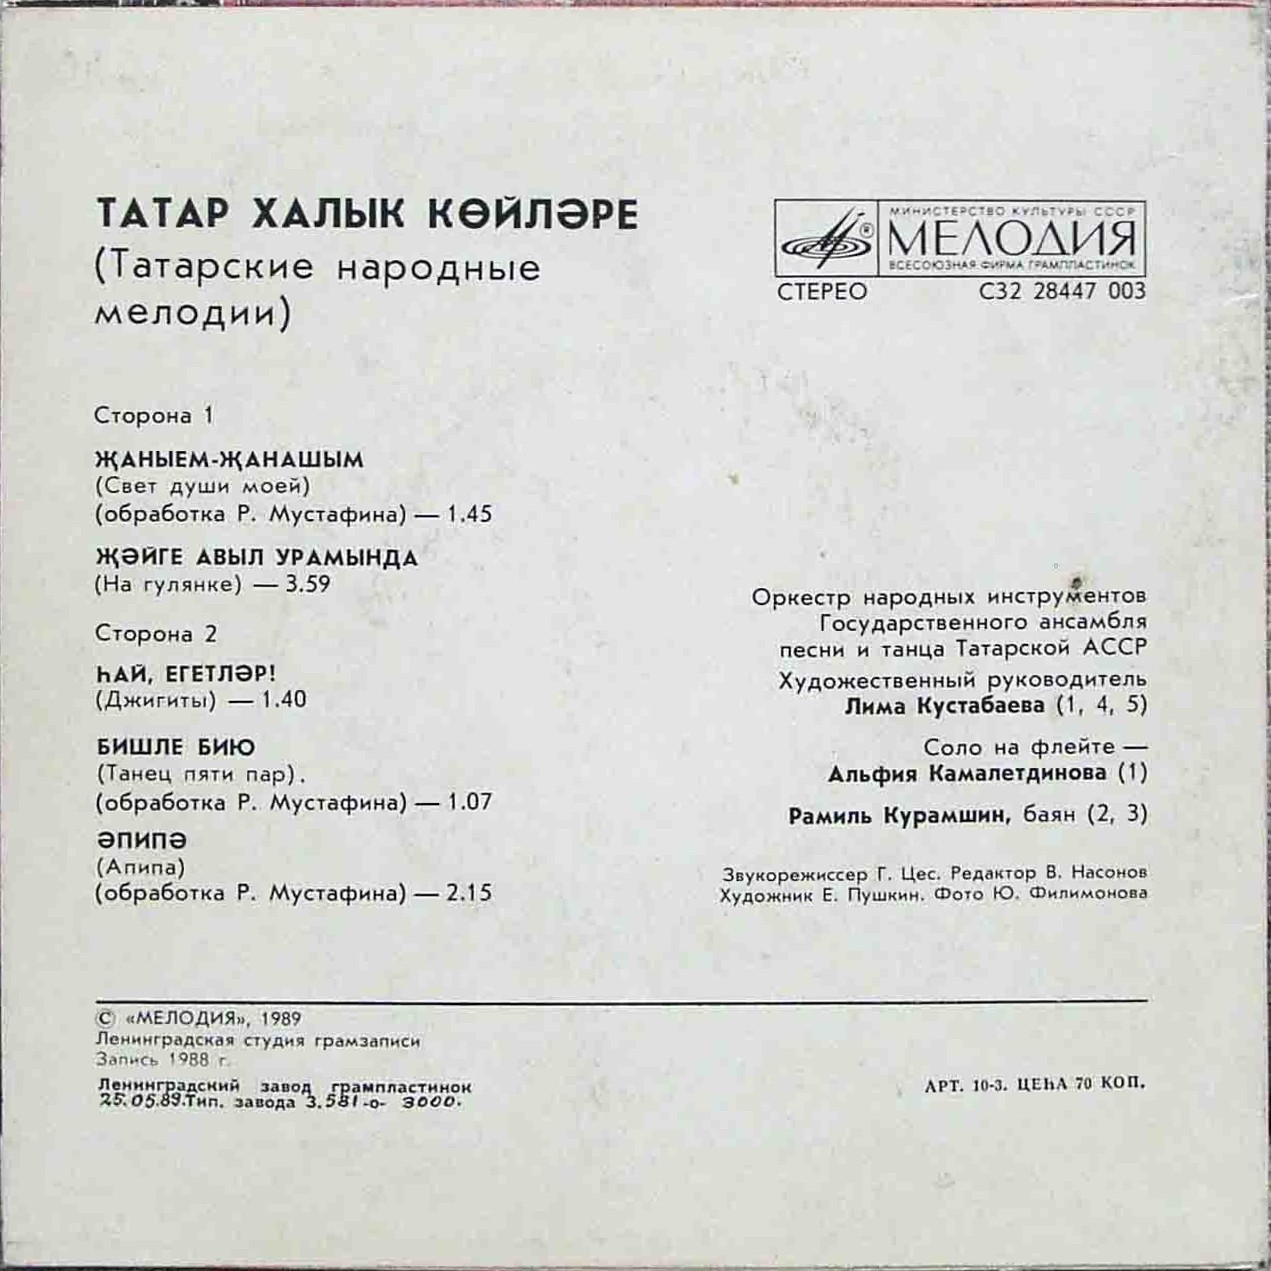 ТАТАР ХАЛЫК КӨЙЛӘРЕ
(Татарские народные
мелодии)
МИНИСТЕРСТВО КУЛЬТУРЫ СССР
МЕЛОДИЯ
ВСЕСОЮЗНАЯ ФИРМА ГРАМПЛАСТИНОК
СТЕРЕО С32 28447 003
Сторона 1
ҖАНЫЕМ-ҖАНАШЫМ
(Свет души моей)
(обработка Р. Мустафина) — 1.45
ҖӘЙГЕ АВЫЛ УРАМЫНДА
(На гулянке) — 3.59
Сторона 2
ҺАЙ, ЕГЕТЛӘР!
(Джигиты) — 1.40
БИШЛЕ БИЮ
(Танец пяти пар).
(обработка Р. Мустафина) — 1.07
ӘПИПӘ
(Апипа)
(обработка Р. Мустафина) — 2.15
Оркестр народных инструментов
Государственного ансамбля
песни и танца Татарской АССР
Художественный руководитель
Лима Кустабаева (1, 4, 5)
Соло на флейте —
Альфия Камалетдинова (1)
Рамиль Курамшин, баян (2, 3)
Звукорежиссер Г. Цес. Редактор В. Насонов
Художник Е. Пушкин. Фото Ю. Филимонова
© «МЕЛОДИЯ», 1989
Ленинградская студия грамзаписи
Запись 1988 г.
Ленинградский завод грампластинок
25.05.89.Тип. завода З.581-о- 3000.
АРТ. 10-3. ЦЕҺА 70 КОП.